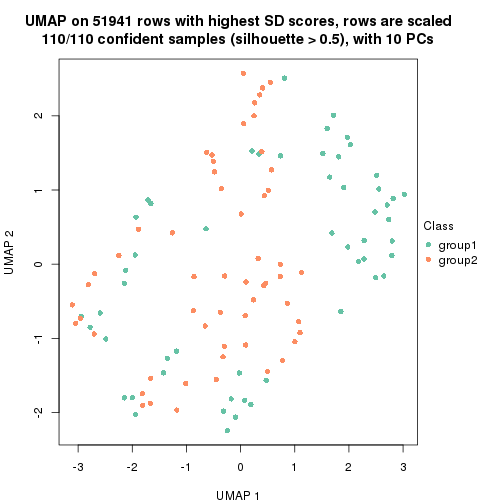 UMAP on 51941 rows with highest SD scores, rows are scaled
110/110 confident samples (silhouette > 0.5), with 10 PCs
2
1
0
-1
-2
UMAP 2
-3 -2 -1 0 1 2 3
UMAP 1
Class
group1
group2